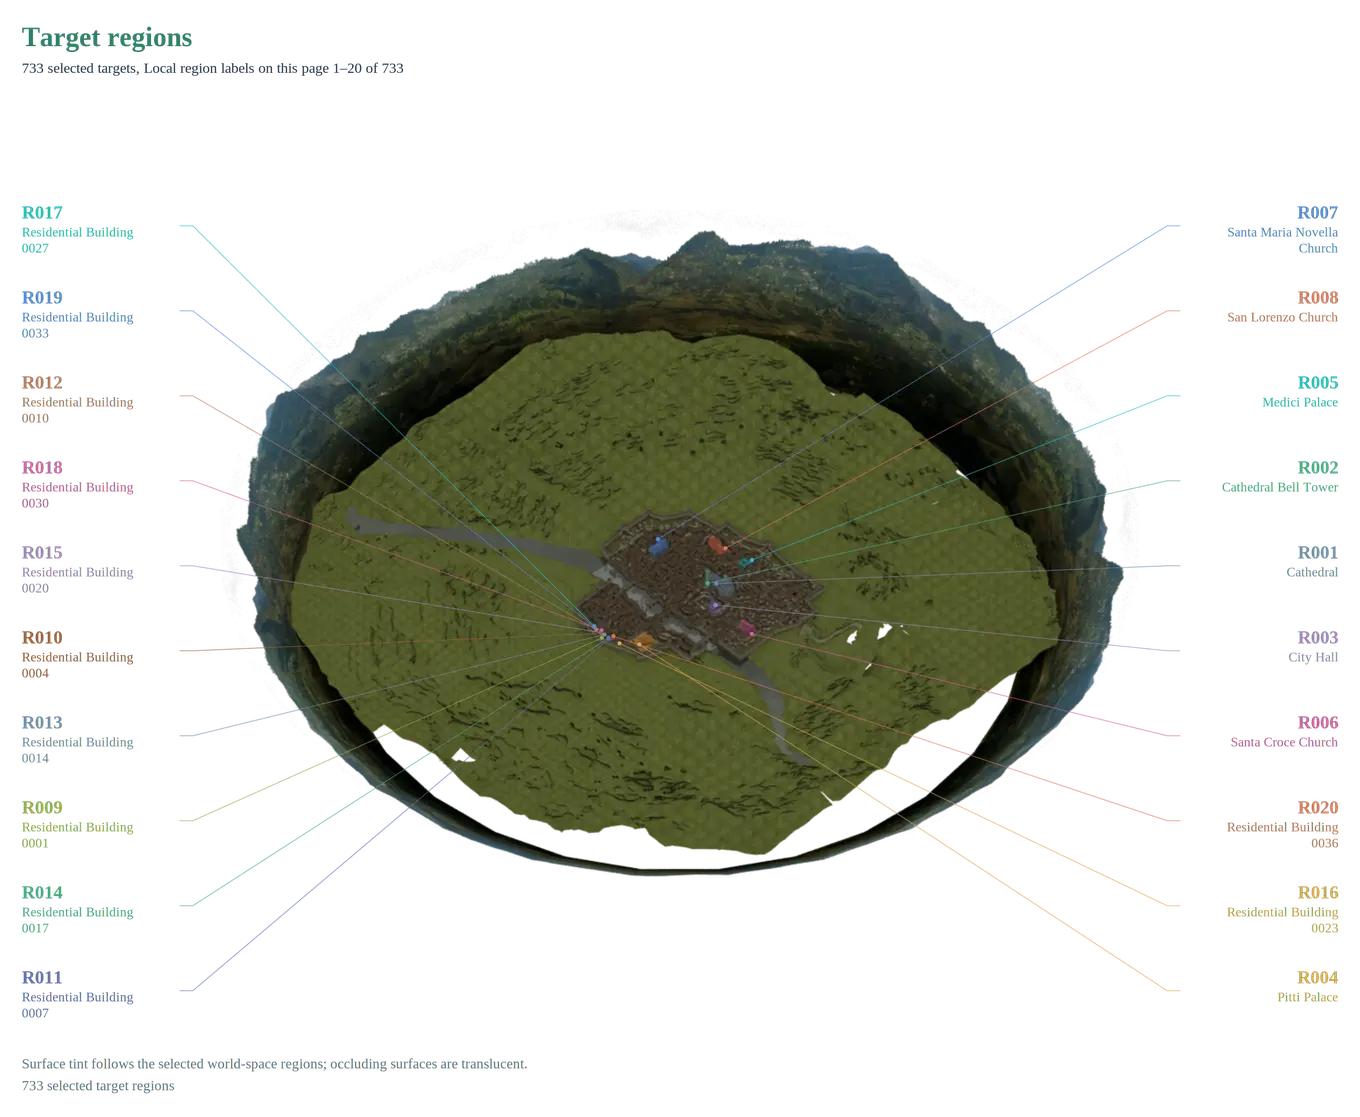 Target regions
733 selected targets, Local region labels on this page 1–20 of 733
R017
Residential Building
0027
R019
Residential Building
0033
R012
Residential Building
0010
R018
Residential Building
0030
R015
Residential Building
0020
R010
Residential Building
0004
R013
Residential Building
0014
R009
Residential Building
0001
R014
Residential Building
0017
R011
Residential Building
0007
R007
Santa Maria Novella
Church
R008
San Lorenzo Church
R005
Medici Palace
R002
Cathedral Bell Tower
R001
Cathedral
R003
City Hall
R006
Santa Croce Church
R020
Residential Building
0036
R016
Residential Building
0023
R004
Pitti Palace
Surface tint follows the selected world-space regions; occluding surfaces are translucent.
733 selected target regions